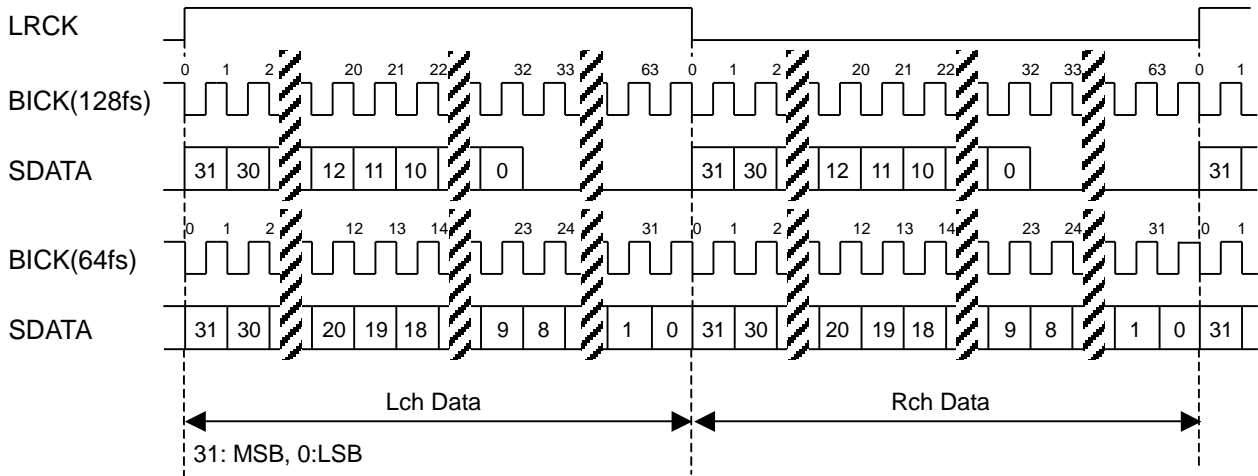 LRCK
0 1 2 20 21 22 32 33 63 0 1 2 20 21 22 32 33 63 0 1
BICK(128fs)
SDATA 31 30 12 11 10 0 31 30 12 11 10 0 31
0 1 2 12 13 14 23 24 31 0 1 2 12 13 14 23 24 31 0 1
BICK(64fs)
SDATA 31 30 20 19 18 9 8 1 0 31 30 20 19 18 9 8 1 0 31
Lch Data Rch Data
31: MSB, 0:LSB